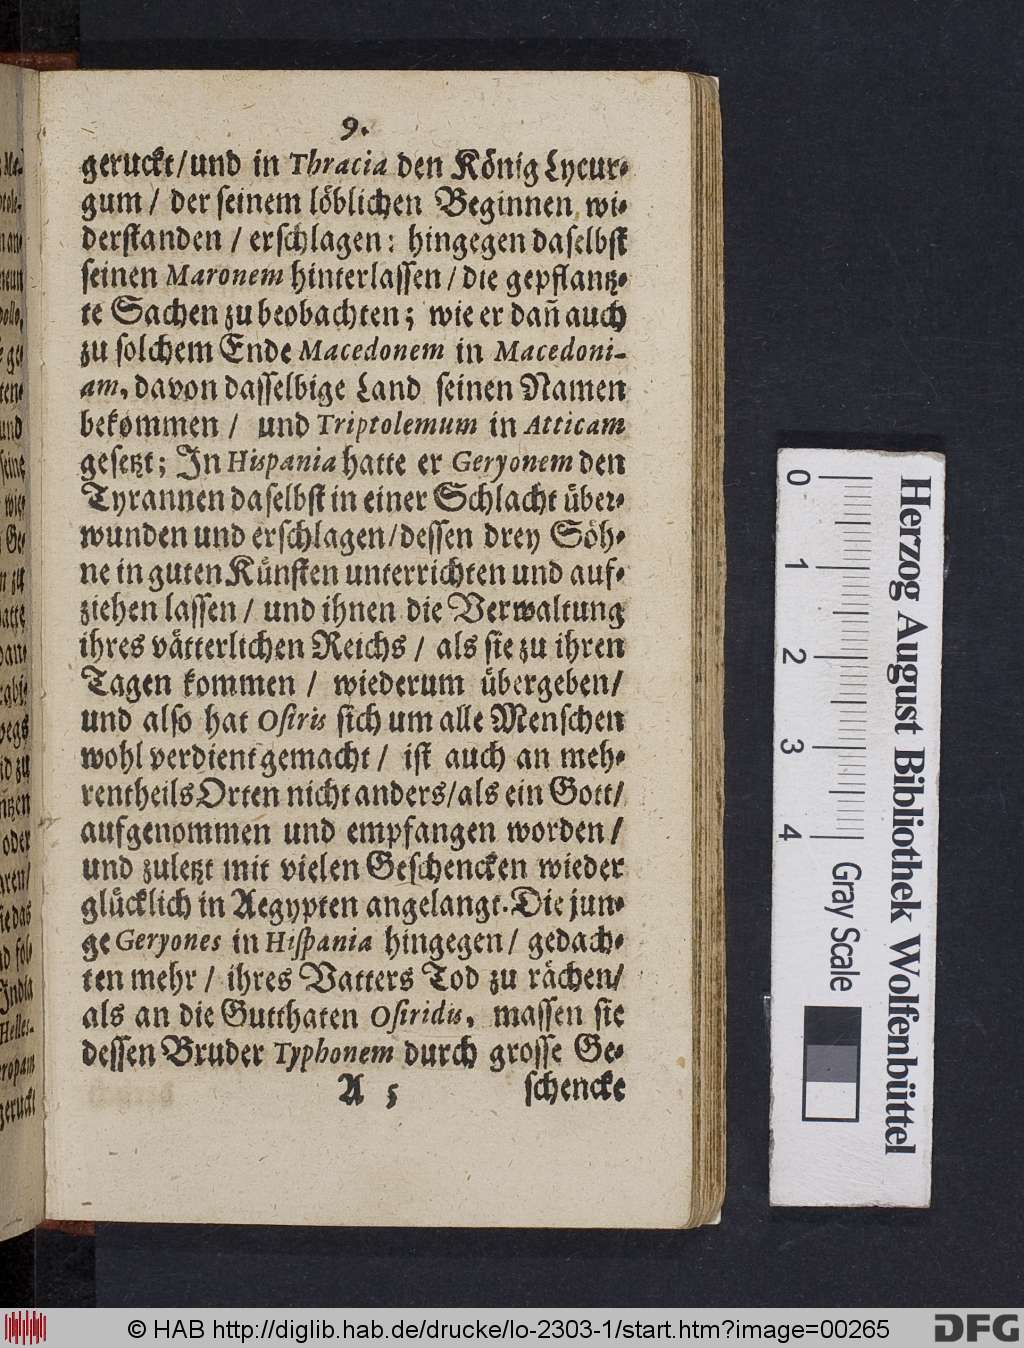 9.
geruckt/und in Thracia den König Lycur-
gum / der seinem löblichen Beginnen wi-
derstanden / erschlagen: hingegen daselbst
seinen Maronem hinterlassen / die gepflantz-
te Sachen zu beobachten; wie er dañ auch
zu solchem Ende Macedonem in Macedoni-
am, davon dasselbige Land seinen Namen
bekommen / und Triptolemum in Atticam
gesetzt; In Hispania hatte er Geryonem den
Tyrannen daselbst in einer Schlacht über-
wunden und erschlagen/dessen drey Söh-
ne in guten Künsten unterrichten und auf-
ziehen lassen / und ihnen die Verwaltung
ihres vätterlichen Reichs / als sie zu ihren
Tagen kommen / wiederum übergeben/
und also hat Osiris sich um alle Menschen
wohl verdient gemacht / ist auch an meh-
rentheils Orten nicht anders/als ein Gott/
aufgenommen und empfangen worden/
und zuletzt mit vielen Geschencken wieder
glücklich in Aegypten angelangt. Die jun-
ge Geryones in Hispania hingegen / gedach-
ten mehr / ihres Vatters Tod zu rächen/
als an die Gutthaten Osiridis, massen sie
dessen Bruder Typhonem durch grosse Ge-
A 5 schencke
0 1 2 3 4
Gray Scale
Herzog August Bibliothek Wolfenbüttel
© HAB http://diglib.hab.de/drucke/lo-2303-1/start.htm?image=00265
DFG